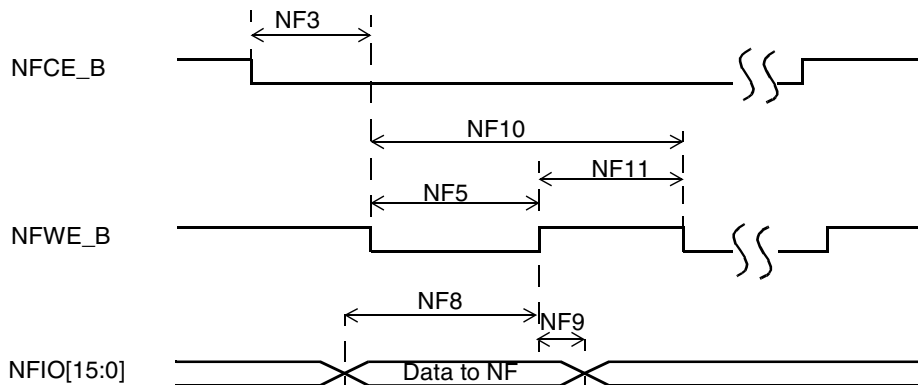 NF3
NFCE_B
NF10
NF11
NF5
NFWE_B
NF8
NF9
NFIO[15:0]
Data to NF